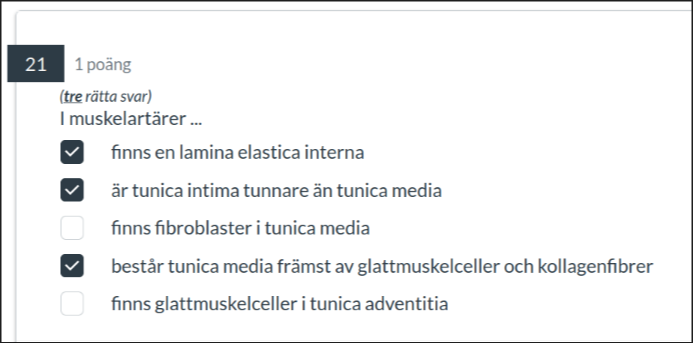 21 1 poäng
(tre rätta svar)
I muskelartärer ...
finns en lamina elastica interna
är tunica intima tunnare än tunica media
finns fibroblaster i tunica media
består tunica media främst av glattmuskelceller och kollagenfibrer
finns glattmuskelceller i tunica adventitia